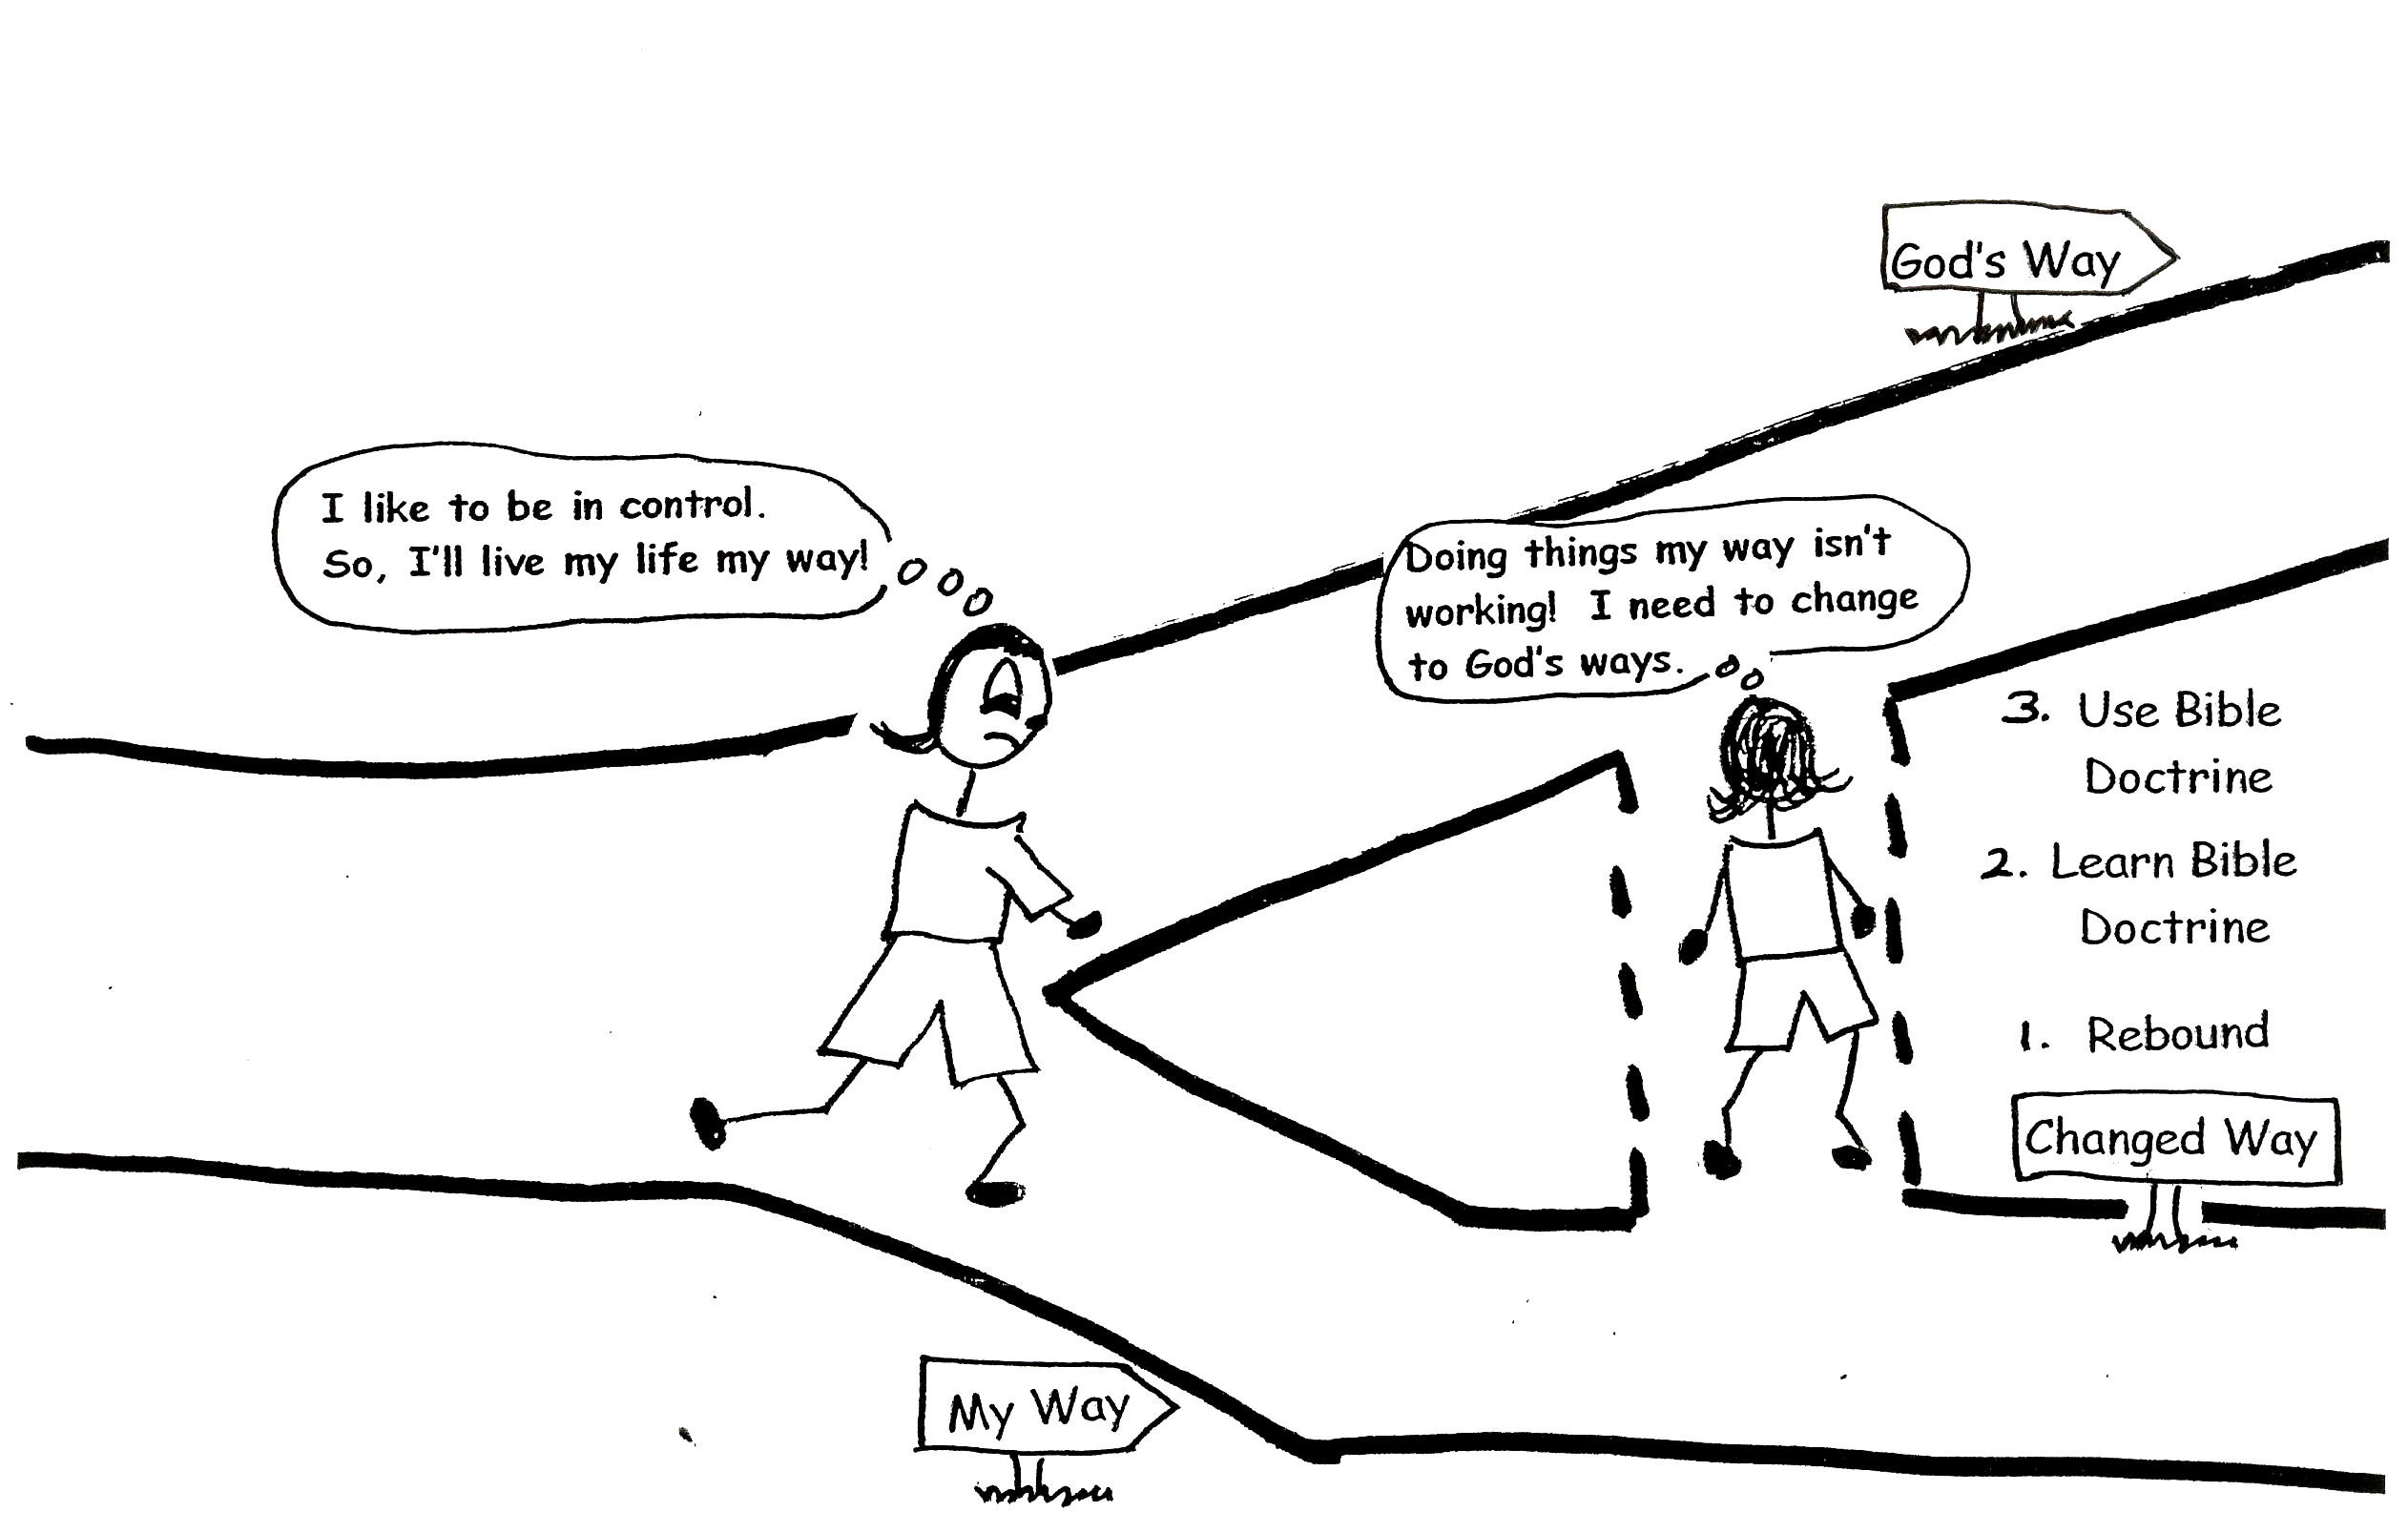 God's Way
I like to be in control.
So, I'll live my life my way!
Doing things my way isn't
working!  I need to change
to God's ways.
3. Use Bible
Doctrine
2. Learn Bible
Doctrine
1. Rebound
Changed Way
My Way